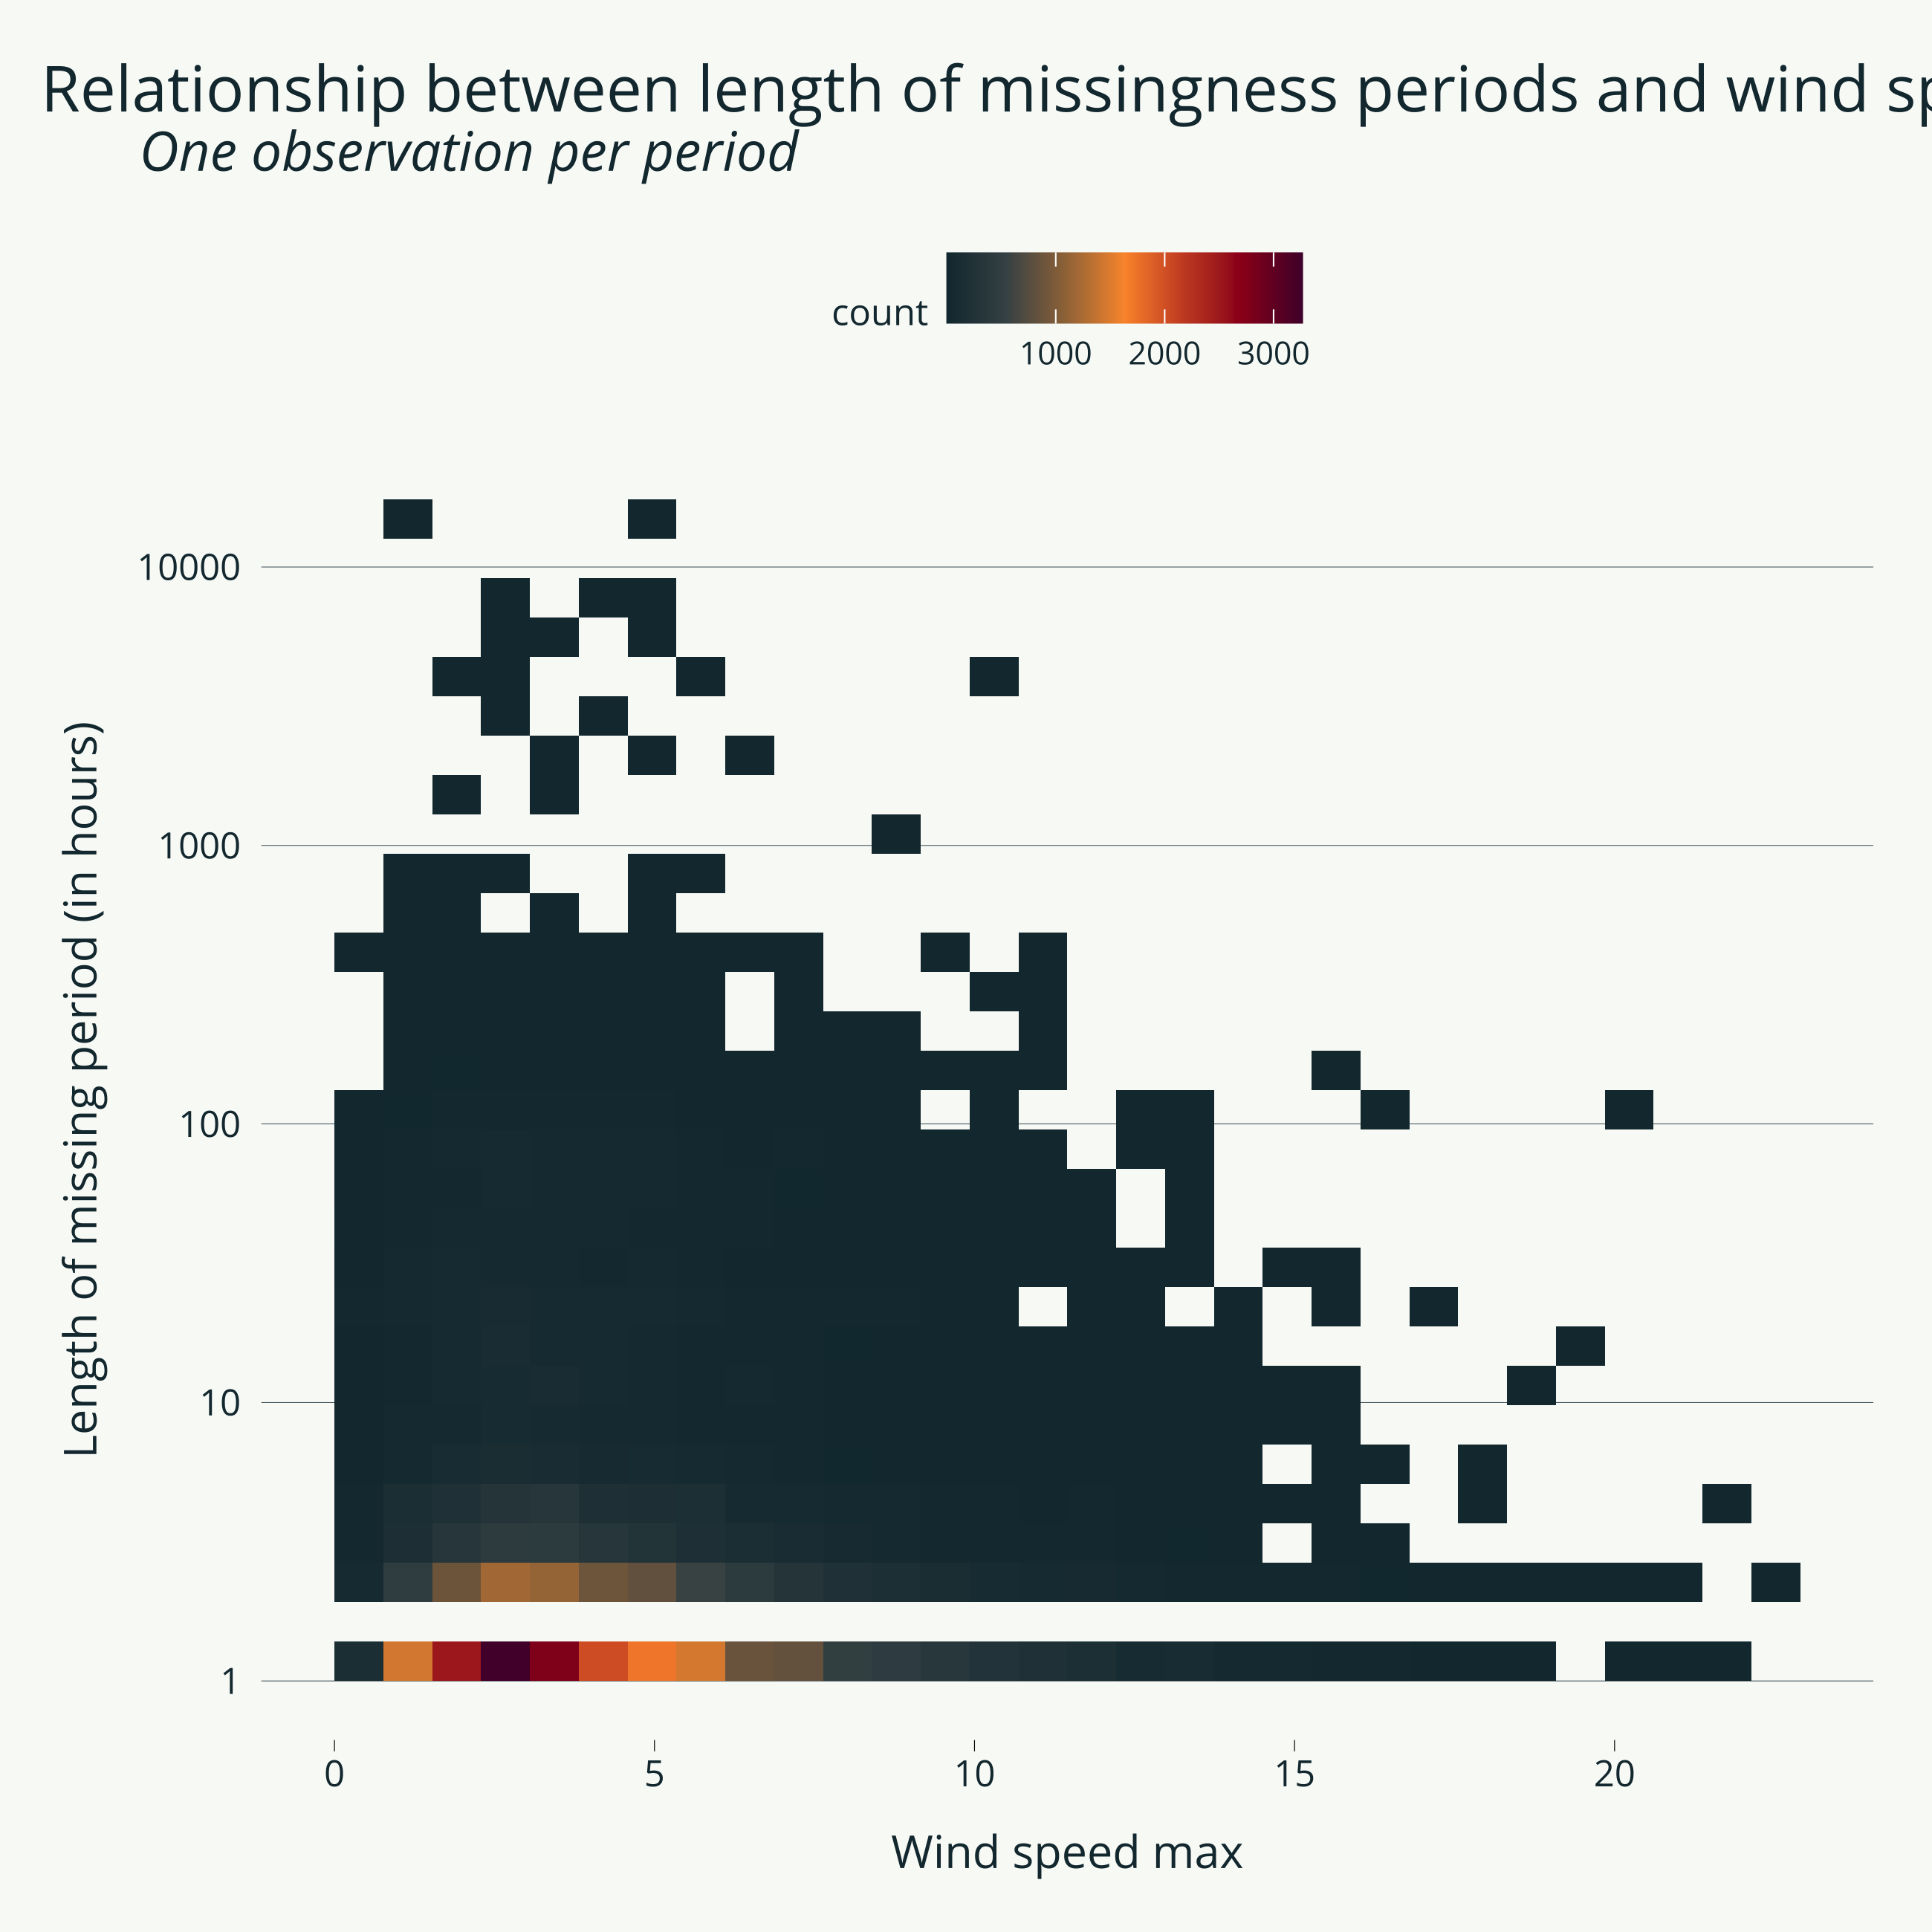 Relationship between length of missingness periods and wind sp
One observation per period
count
1000 2000 3000
10000
1000
100
10
1
Length of missing period (in hours)
0 5 10 15 20
Wind speed max